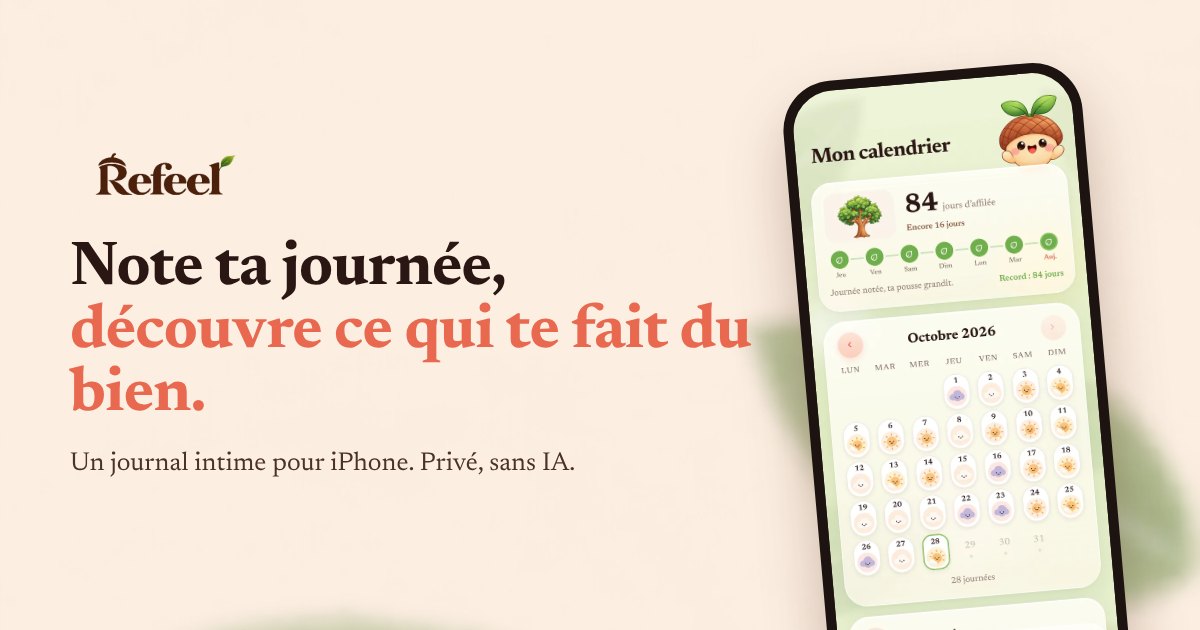 Refeel
Note ta journée,
découvre ce qui te fait du
bien.
Un journal intime pour iPhone. Privé, sans IA.
Mon calendrier
84 jours d'affilée
Encore 16 jours
Jeu Ven Sam Dim Lun Mar Auj.
Journée notée, ta pousse grandit. Record : 84 jours
Octobre 2026
LUN MAR MER JEU VEN SAM DIM
1 2 3 4
5 6 7 8 9 10 11
12 13 14 15 16 17 18
19 20 21 22 23 24 25
26 27 28 29 30 31
28 journées